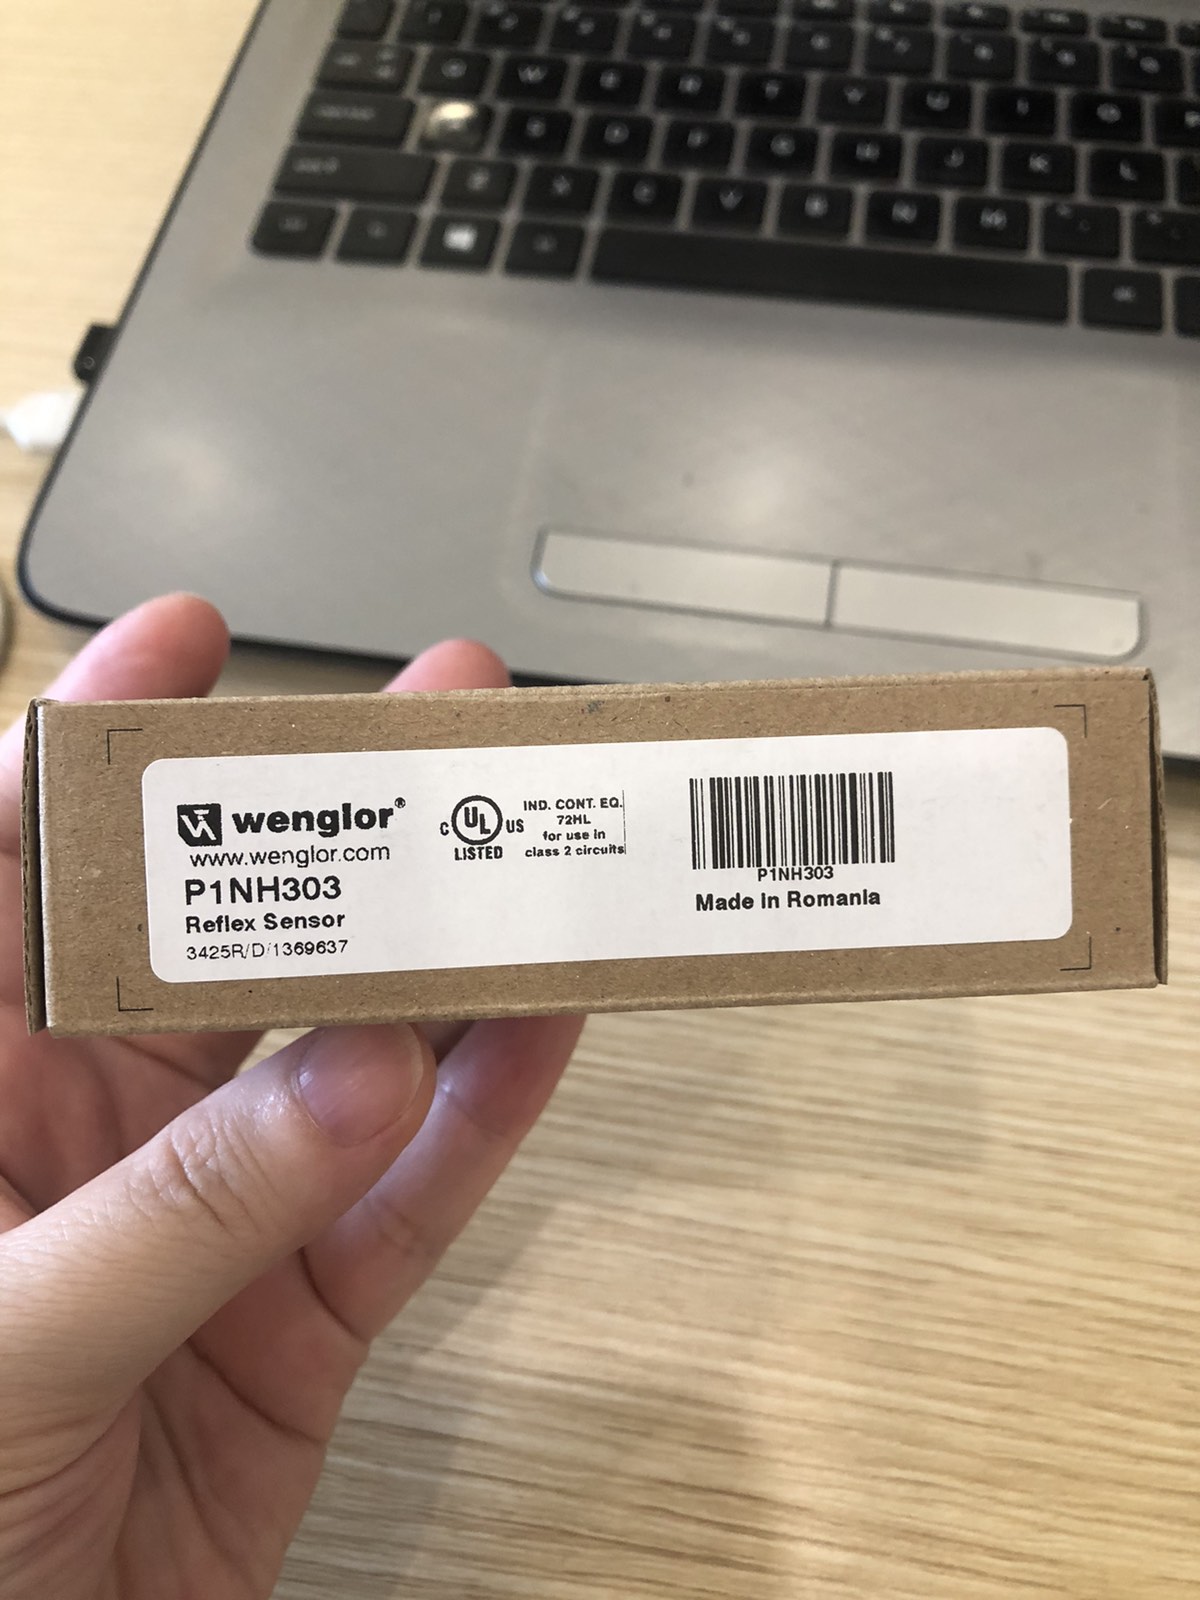 Q W E R T Y U I O
S D F G H J K L
Z X C V B N M
wenglor®
www.wenglor.com
P1NH303
Reflex Sensor
3425R/D/1369637
C UL US
LISTED
IND. CONT. EQ.
72HL
for use in
class 2 circuits
P1NH303
Made in Romania